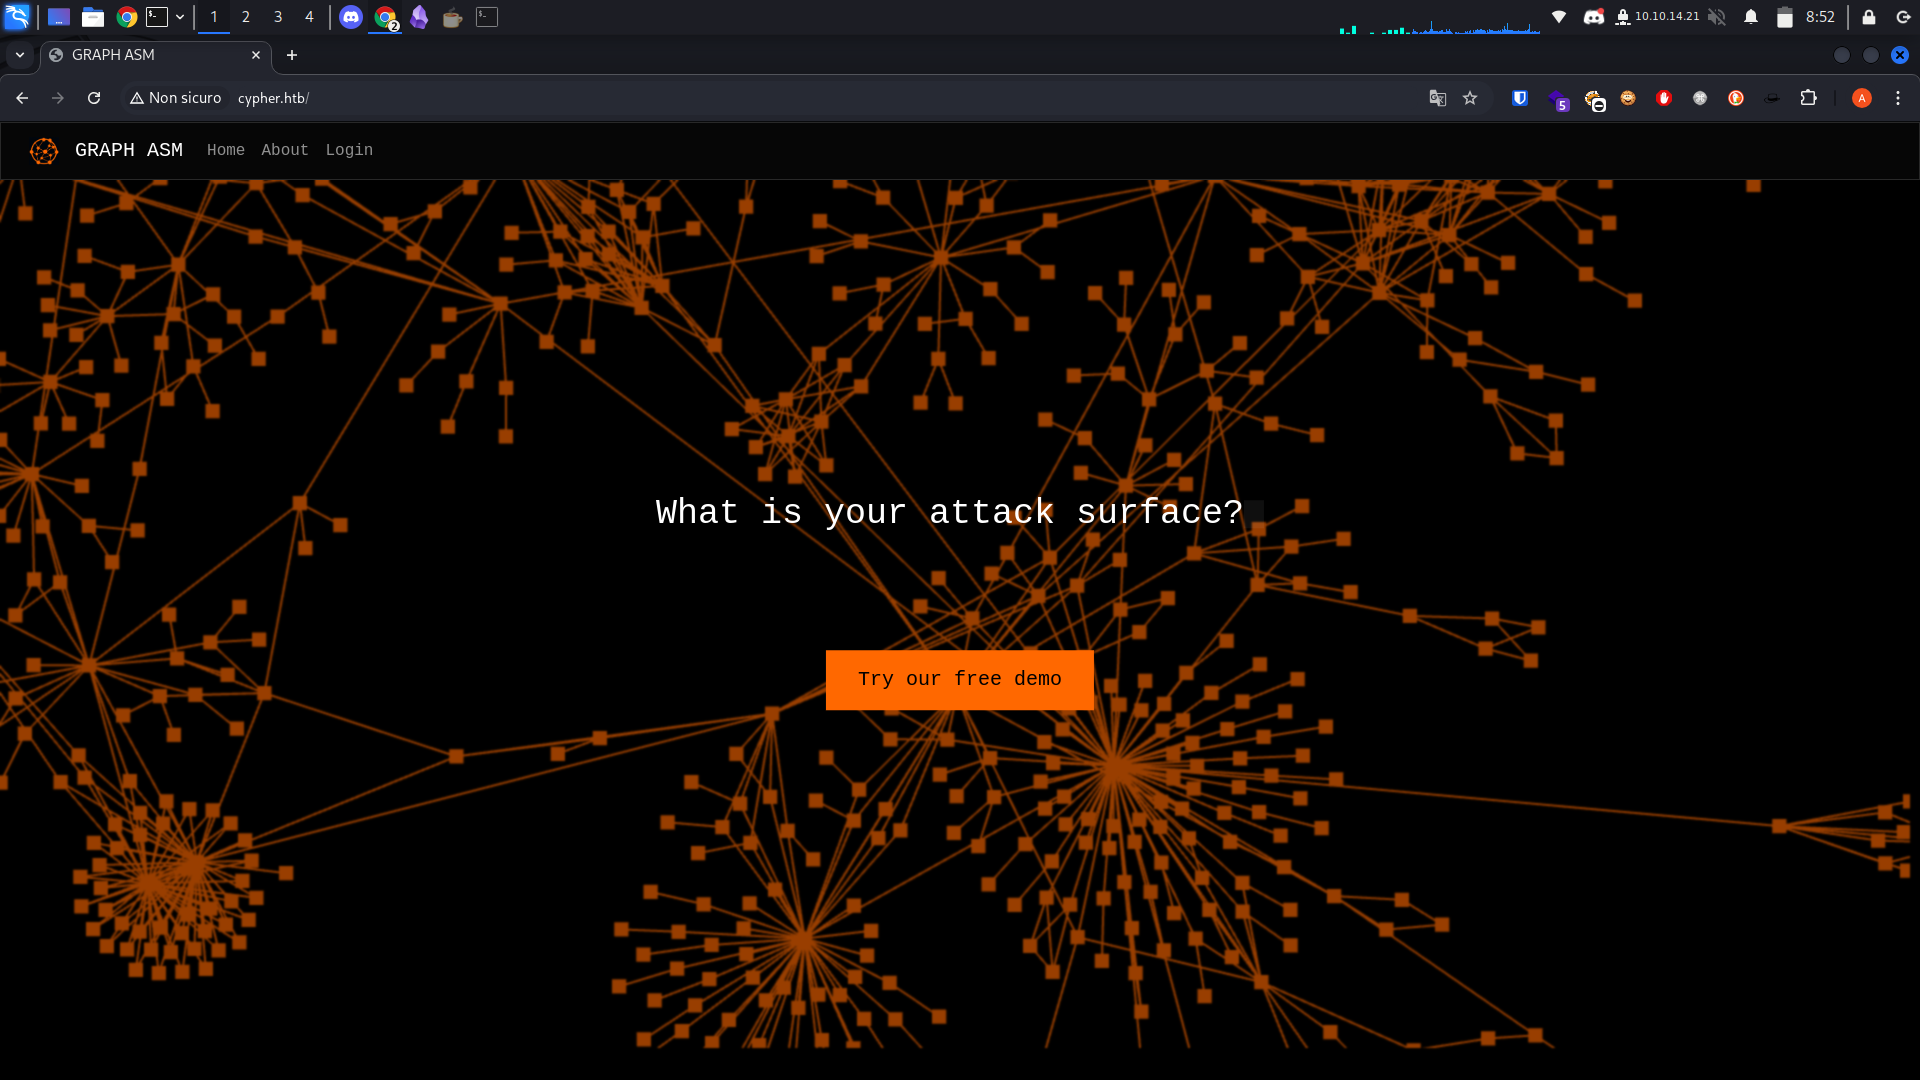 1 2 3 4 2 10.10.14.21 8:52
GRAPH ASM
Non sicuro cypher.htb/ 5 A
GRAPH ASM Home About Login
What is your attack surface?
Try our free demo